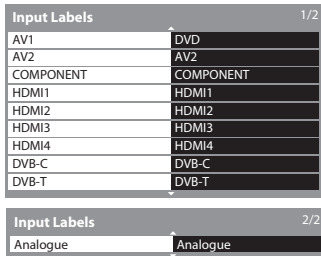 Input Labels 1/2
AV1 DVD
AV2 AV2
COMPONENT COMPONENT
HDMI1 HDMI1
HDMI2 HDMI2
HDMI3 HDMI3
HDMI4 HDMI4
DVB-C DVB-C
DVB-T DVB-T
Input Labels 2/2
Analogue Analogue